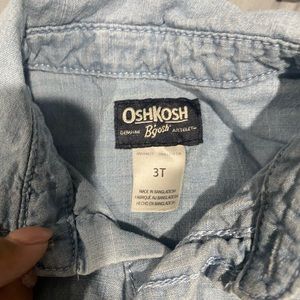 OSHKOSH
GENUINE B'gosh ARTICLE
3T
MADE IN BANGLADESH
FABRIQUÉ AU BANGLADESH
HECHO EN BANGLADESH